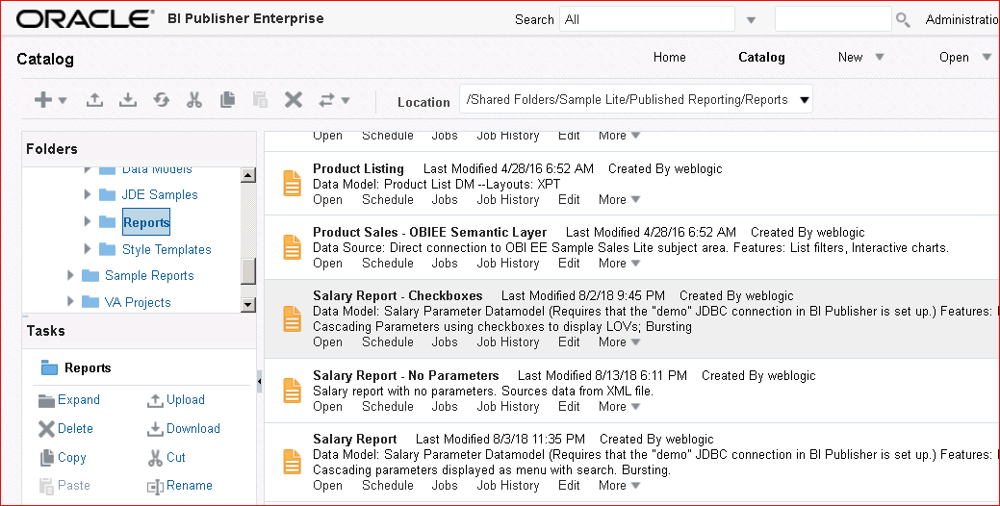 ORACLE® BI Publisher Enterprise Search All Administratio
Catalog Home Catalog New Open
Location /Shared Folders/Sample Lite/Published Reporting/Reports
Folders
Data Models
JDE Samples
Reports
Style Templates
Sample Reports
VA Projects
Tasks
Reports
Expand Upload
Delete Download
Copy Cut
Paste Rename
Open Schedule Jobs Job History Edit More
Product Listing Last Modified 4/28/16 6:52 AM Created By weblogic
Data Model: Product List DM --Layouts: XPT
Open Schedule Jobs Job History Edit More
Product Sales - OBIEE Semantic Layer Last Modified 4/28/16 6:52 AM Created By weblogic
Data Source: Direct connection to OBI EE Sample Sales Lite subject area. Features: List filters, Interactive charts.
Open Schedule Jobs Job History Edit More
Salary Report - Checkboxes Last Modified 8/2/18 9:45 PM Created By weblogic
Data Model: Salary Parameter Datamodel (Requires that the "demo" JDBC connection in BI Publisher is set up.) Features:
Cascading Parameters using checkboxes to display LOVs; Bursting
Open Schedule Jobs Job History Edit More
Salary Report - No Parameters Last Modified 8/13/18 6:11 PM Created By weblogic
Salary report with no parameters. Sources data from XML file.
Open Schedule Jobs Job History Edit More
Salary Report Last Modified 8/3/18 11:35 PM Created By weblogic
Data Model: Salary Parameter Datamodel (Requires that the "demo" JDBC connection in BI Publisher is set up.) Features:
Cascading parameters displayed as menu with search. Bursting.
Open Schedule Jobs Job History Edit More